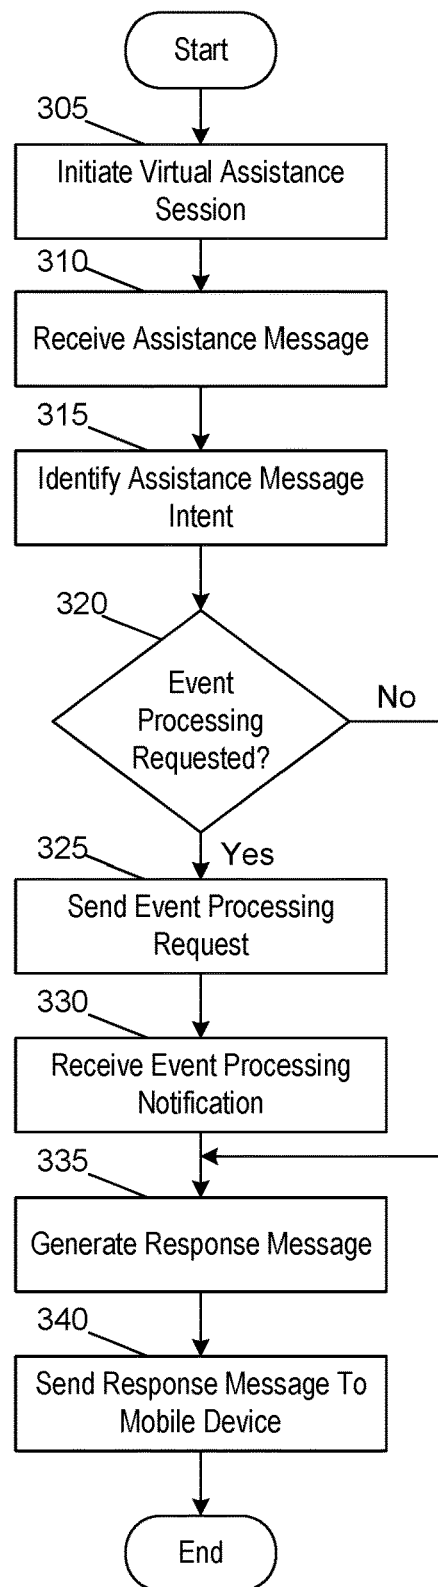 Start
305
Initiate Virtual Assistance
Session
310
Receive Assistance Message
315
Identify Assistance Message
Intent
320
Event
Processing
Requested?
No
Yes
325
Send Event Processing
Request
330
Receive Event Processing
Notification
335
Generate Response Message
340
Send Response Message To
Mobile Device
End